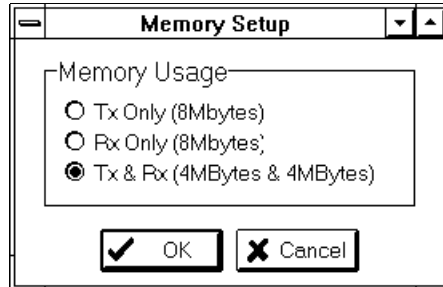 Memory Setup
Memory Usage
Tx Only (8Mbytes)
Rx Only (8Mbytes)
Tx & Rx (4MBytes & 4MBytes)
OK
Cancel